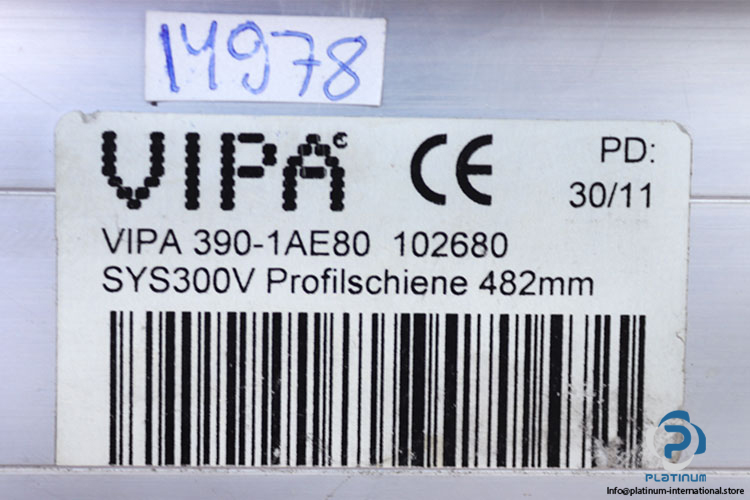 14978
VIPA
C
CE
PD:
30/11
VIPA 390-1AE80 102680
SYS300V Profilschiene 482mm
P
PLATINUM
Info@platinum-international.store